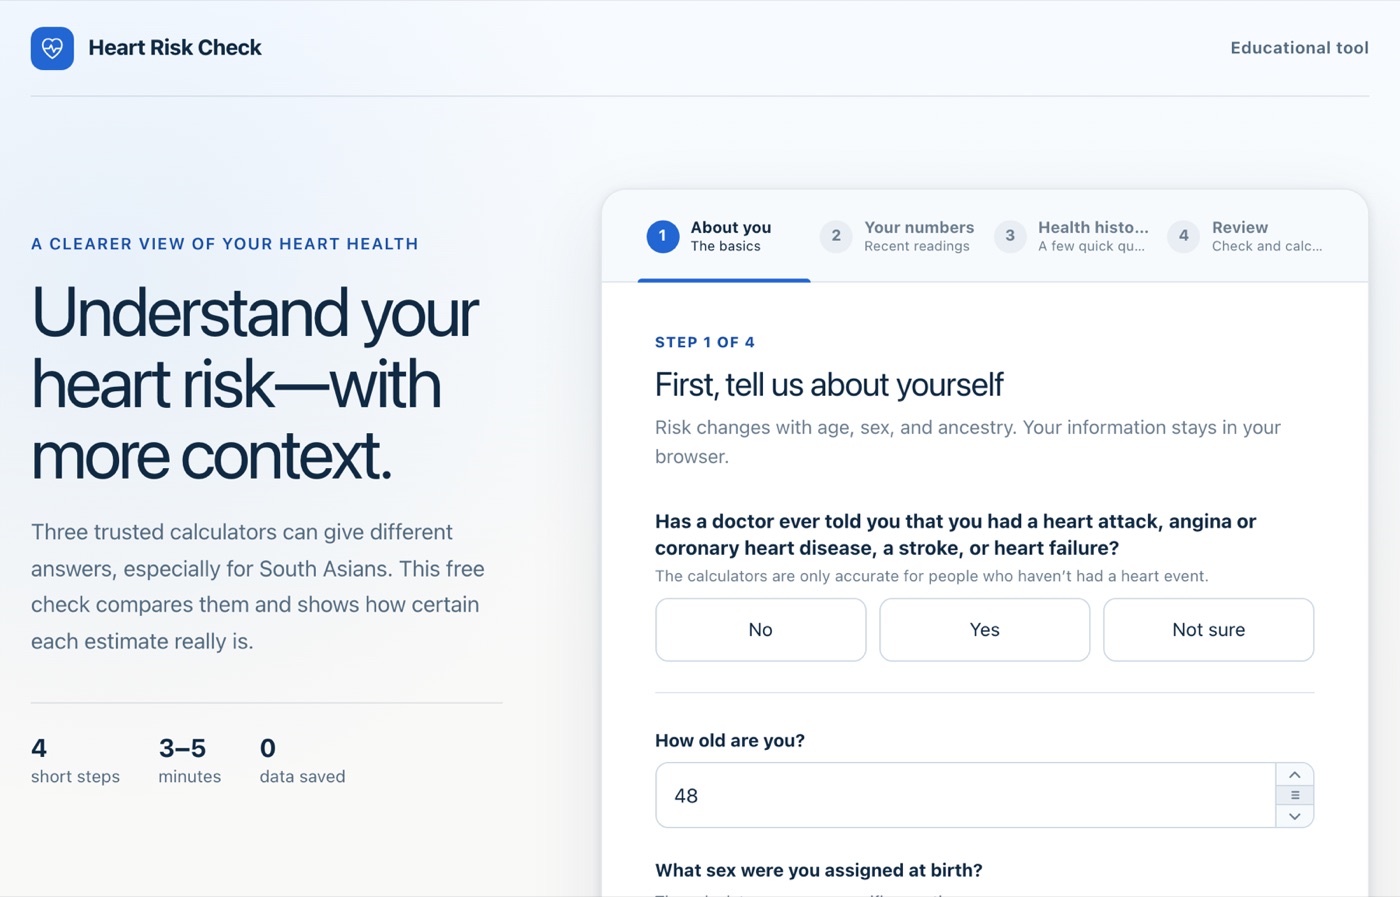 Heart Risk Check
Educational tool
A CLEARER VIEW OF YOUR HEART HEALTH
Understand your
heart risk—with
more context.
Three trusted calculators can give different
answers, especially for South Asians. This free
check compares them and shows how certain
each estimate really is.
4
short steps
3–5
minutes
0
data saved
1
About you
The basics
2
Your numbers
Recent readings
3
Health histo...
A few quick qu...
4
Review
Check and calc...
STEP 1 OF 4
First, tell us about yourself
Risk changes with age, sex, and ancestry. Your information stays in your
browser.
Has a doctor ever told you that you had a heart attack, angina or
coronary heart disease, a stroke, or heart failure?
The calculators are only accurate for people who haven’t had a heart event.
No
Yes
Not sure
How old are you?
48
What sex were you assigned at birth?